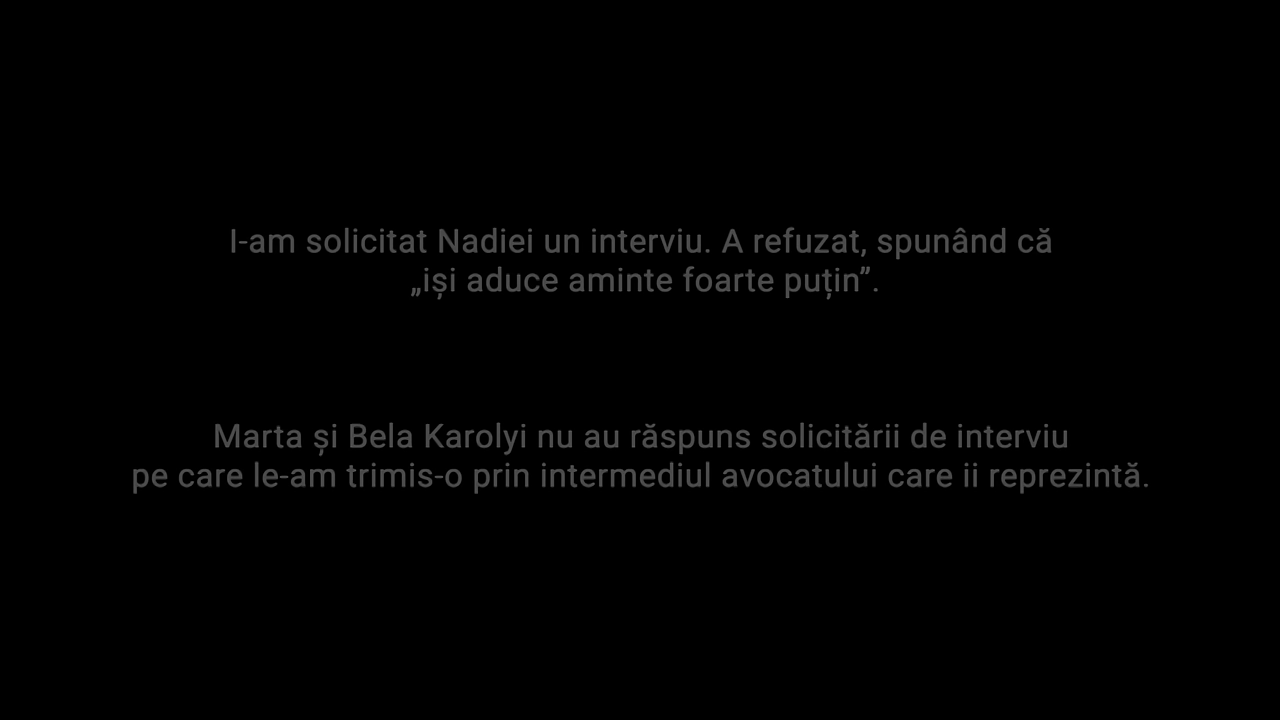 I-am solicitat Nadiei un interviu. A refuzat, spunând că
„iși aduce aminte foarte puțin”.
Marta și Bela Karolyi nu au răspuns solicitării de interviu
pe care le-am trimis-o prin intermediul avocatului care ii reprezintă.